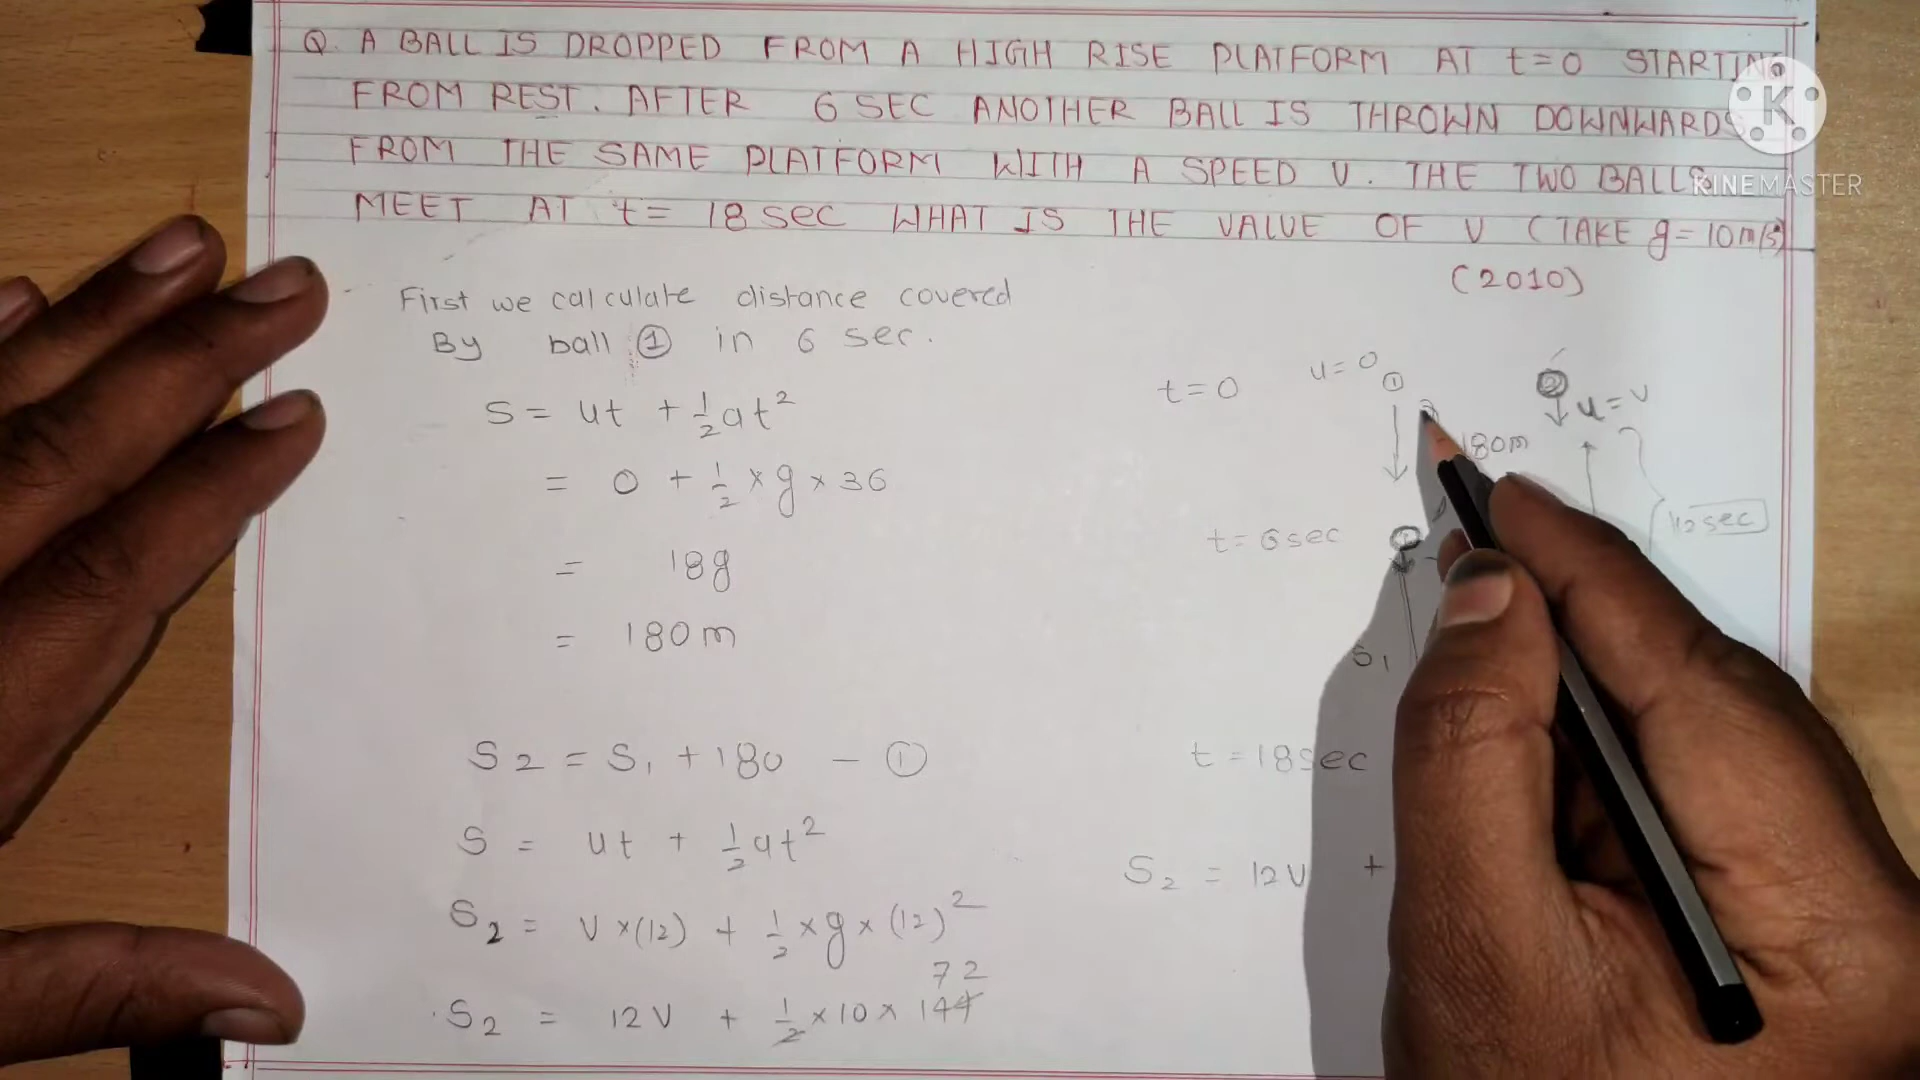 Q. A BALL IS DROPPED FROM A HIGH RISE PLATFORM AT t=0 STARTING
FROM REST. AFTER 6 SEC ANOTHER BALL IS THROWN DOWNWARDS
FROM THE SAME PLATFORM WITH A SPEED V. THE TWO BALLS
MEET AT t= 18 SEC WHAT IS THE VALUE OF V (TAKE g= 10m/s²)
(2010)
K
KINEMASTER
First we calculate distance covered
By ball ① in 6 sec.
S = ut + ½at²
= 0 + ½ × g × 36
= 18g
= 180m
S₂ = S₁ + 180 - ①
S = ut + ½at²
S₂ = V×(12) + ½×g×(12)²
72
S₂ = 12V + ½×10×144
t=0 u=0 ① ② u=v
180m
t=6sec 12sec
S₁
t=18sec
S₂ = 12V +